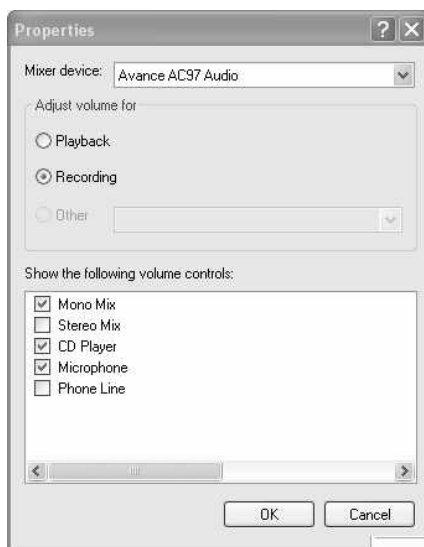 Properties
Mixer device: Avance AC97 Audio
Adjust volume for
Playback
Recording
Other
Show the following volume controls:
Mono Mix
Stereo Mix
CD Player
Microphone
Phone Line
OK Cancel